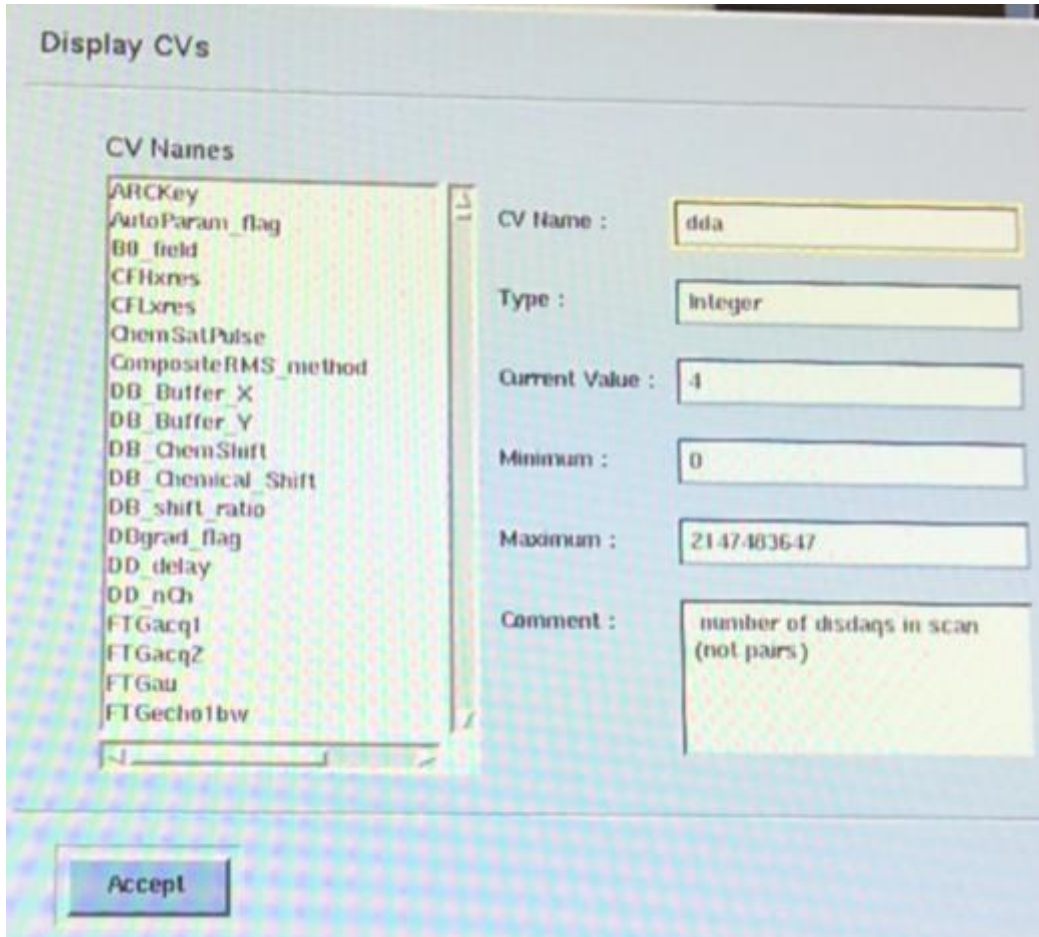 Display CVs
CV Names
ARCKey
AutoParam_flag
B0_field
CFHxres
CFLxres
ChemSatPulse
CompositeRMS_method
DB_Buffer_X
DB_Buffer_Y
DB_ChemShift
DB_Chemical_Shift
DB_shift_ratio
DBgrad_flag
DD_delay
DD_nCh
FTGacq1
FTGacq2
FTGau
FTGecho1bw
CV Name :
dda
Type :
Integer
Current Value :
4
Minimum :
0
Maximum :
2147483647
Comment :
number of disdaqs in scan
(not pairs)
Accept